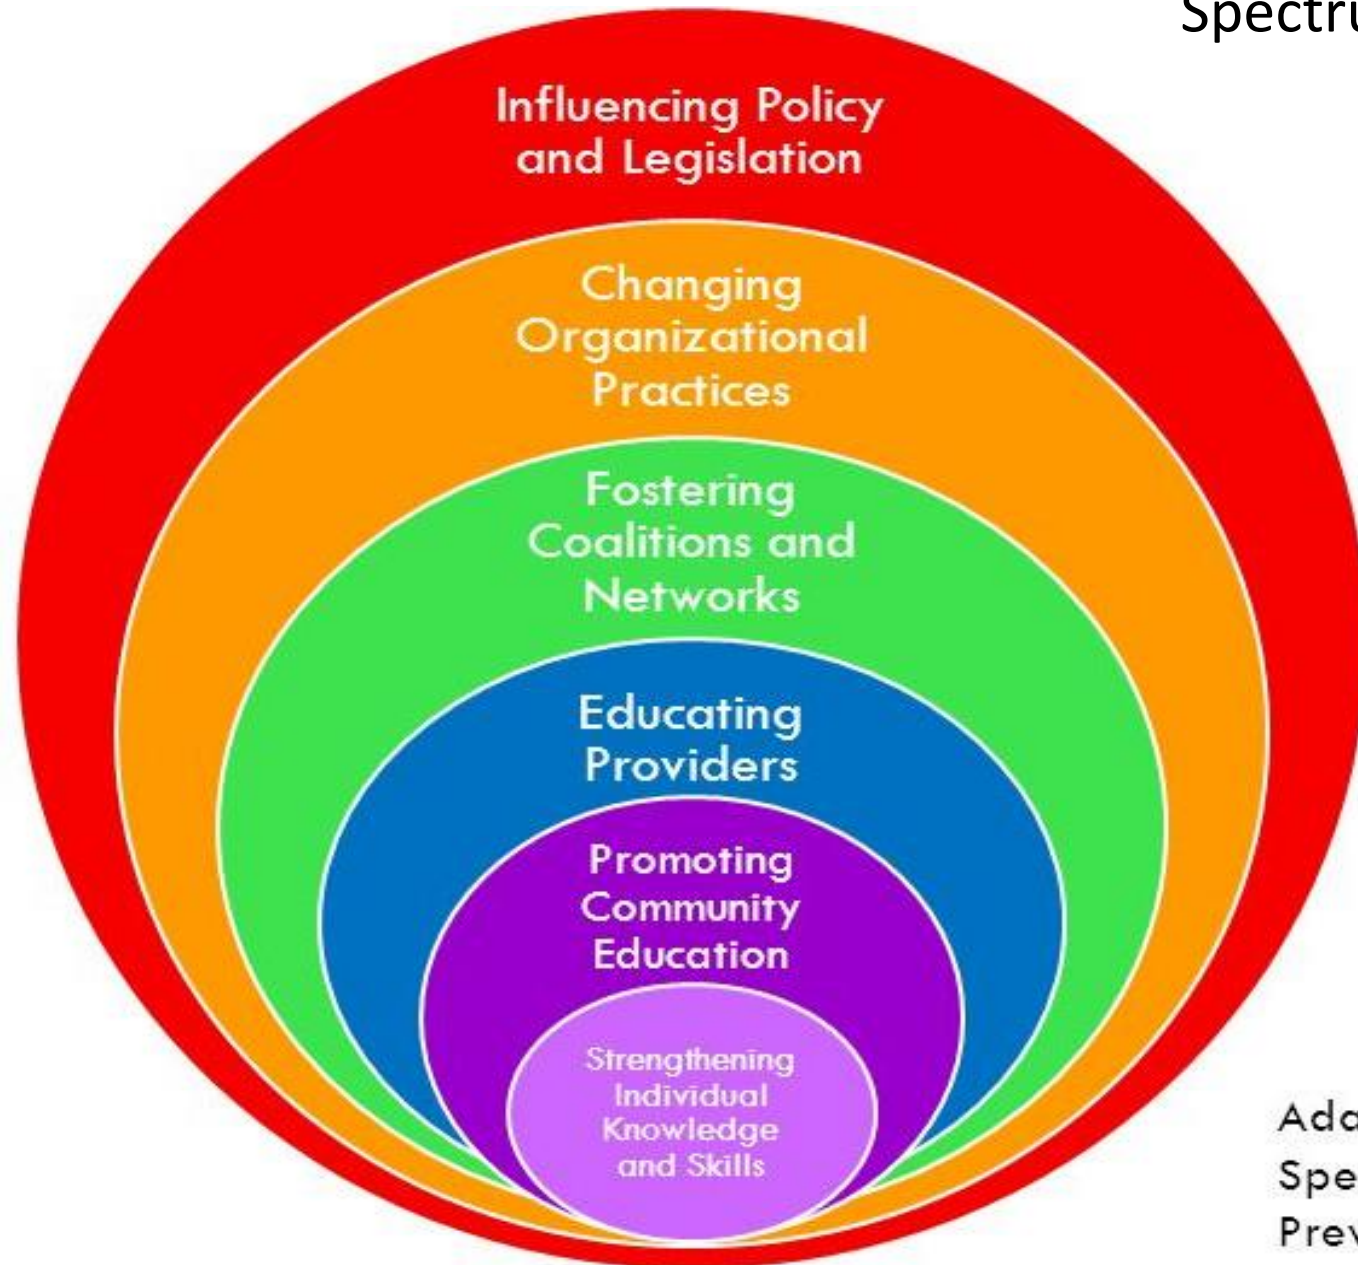 Influencing Policy
and Legislation
Changing
Organizational
Practices
Fostering
Coalitions and
Networks
Educating
Providers
Promoting
Community
Education
Strengthening
Individual
Knowledge
and Skills